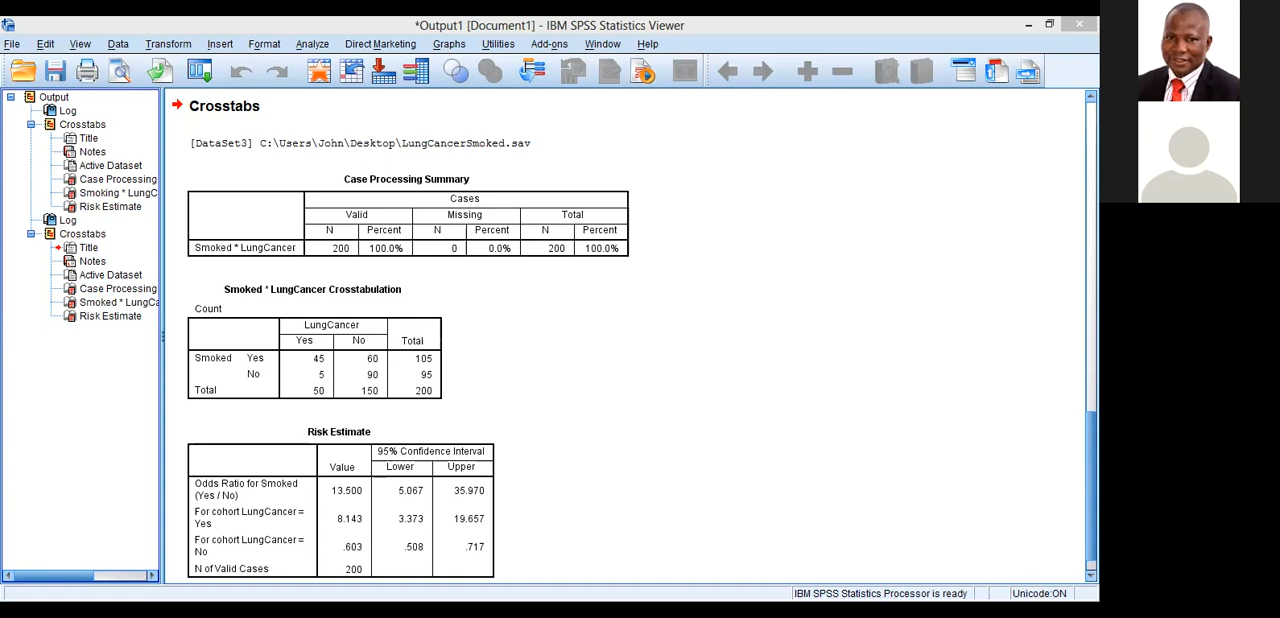 *Output1 [Document1] - IBM SPSS Statistics Viewer
File Edit View Data Transform Insert Format Analyze Direct Marketing Graphs Utilities Add-ons Window Help
Output
Log
Crosstabs
Title
Notes
Active Dataset
Case Processing
Smoking * LungC
Risk Estimate
Log
Crosstabs
Title
Notes
Active Dataset
Case Processing
Smoked * LungCa
Risk Estimate
Crosstabs
[DataSet3] C:\Users\John\Desktop\LungCancerSmoked.sav
Case Processing Summary
Cases
Valid Missing Total
N Percent N Percent N Percent
Smoked * LungCancer 200 100.0% 0 0.0% 200 100.0%
Smoked * LungCancer Crosstabulation
Count
LungCancer
Yes No Total
Smoked Yes 45 60 105
No 5 90 95
Total 50 150 200
Risk Estimate
95% Confidence Interval
Value Lower Upper
Odds Ratio for Smoked
(Yes / No) 13.500 5.067 35.970
For cohort LungCancer =
Yes 8.143 3.373 19.657
For cohort LungCancer =
No .603 .508 .717
N of Valid Cases 200
IBM SPSS Statistics Processor is ready Unicode:ON